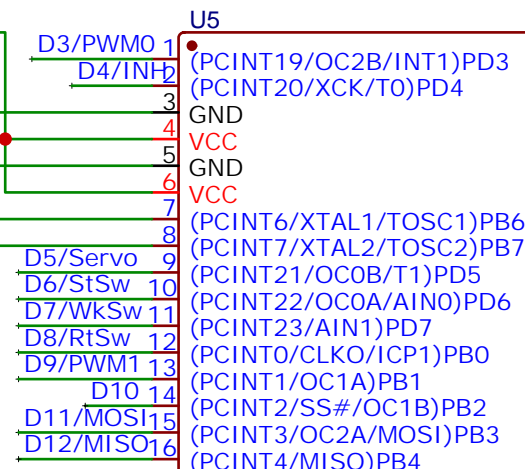 U5
D3/PWM0 1 (PCINT19/OC2B/INT1)PD3
D4/INH 2 (PCINT20/XCK/T0)PD4
3 GND
4 VCC
5 GND
6 VCC
7 (PCINT6/XTAL1/TOSC1)PB6
8 (PCINT7/XTAL2/TOSC2)PB7
D5/Servo 9 (PCINT21/OC0B/T1)PD5
D6/StSw 10 (PCINT22/OC0A/AIN0)PD6
D7/WkSw 11 (PCINT23/AIN1)PD7
D8/RtSw 12 (PCINT0/CLKO/ICP1)PB0
D9/PWM1 13 (PCINT1/OC1A)PB1
D10 14 (PCINT2/SS#/OC1B)PB2
D11/MOSI 15 (PCINT3/OC2A/MOSI)PB3
D12/MISO 16 (PCINT4/MISO)PB4